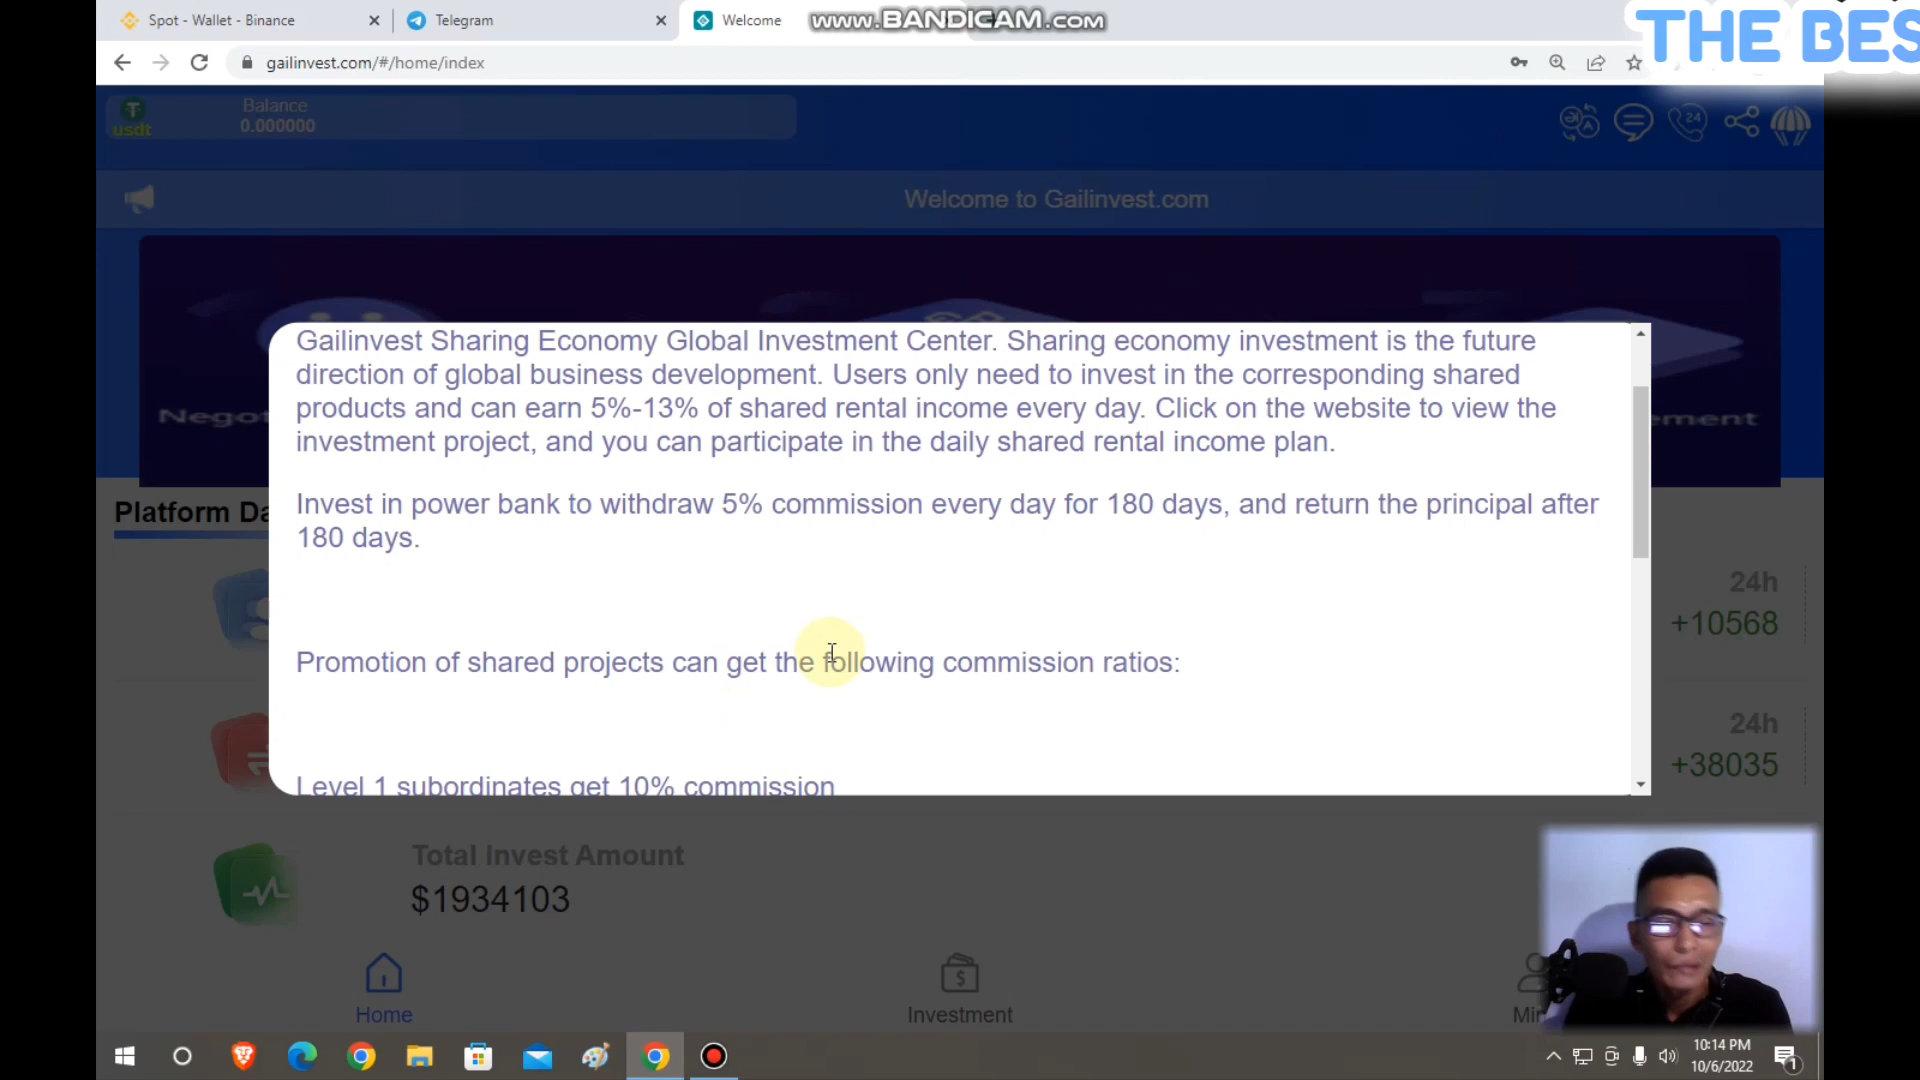 Spot - Wallet - Binance
Telegram
Welcome
www.BANDICAM.com
THE BES
gailinvest.com/#/home/index
Balance
0.000000
usdt
24
Welcome to Gailinvest.com
Gailinvest Sharing Economy Global Investment Center. Sharing economy investment is the future
direction of global business development. Users only need to invest in the corresponding shared
products and can earn 5%-13% of shared rental income every day. Click on the website to view the
investment project, and you can participate in the daily shared rental income plan.
Negot
ement
Invest in power bank to withdraw 5% commission every day for 180 days, and return the principal after
180 days.
Platform Da
24h
+10568
Promotion of shared projects can get the following commission ratios:
24h
+38035
Level 1 subordinates get 10% commission
Total Invest Amount
$1934103
Home
Investment
10:14 PM
10/6/2022
1